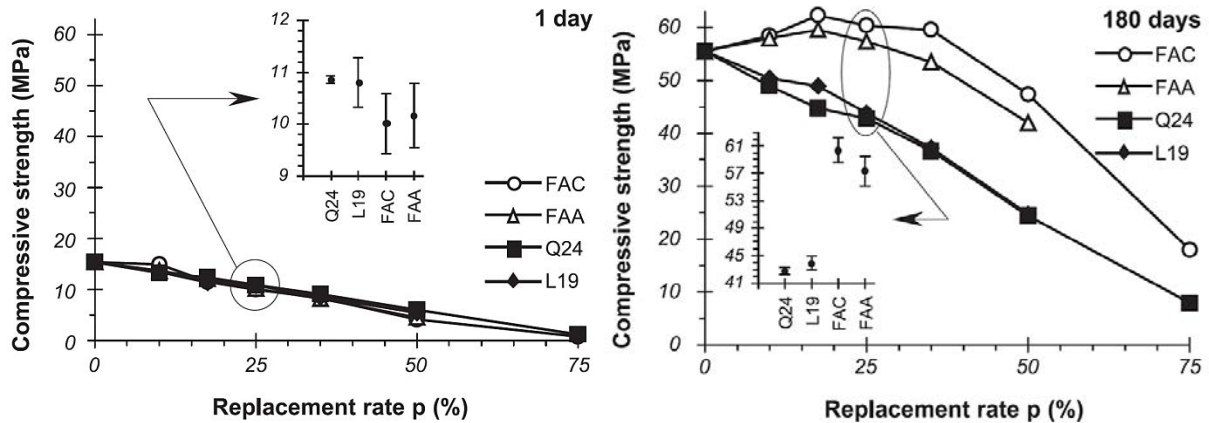 1 day
Compressive strength (MPa)
60
50
40
30
20
10
0
12
11
10
9
Q24
L19
FAC
FAA
FAC
FAA
Q24
L19
0
25
50
75
Replacement rate p (%)
180 days
Compressive strength (MPa)
60
50
40
30
20
10
0
FAC
FAA
Q24
L19
61
57
53
49
45
41
Q24
L19
FAC
FAA
0
25
50
75
Replacement rate p (%)